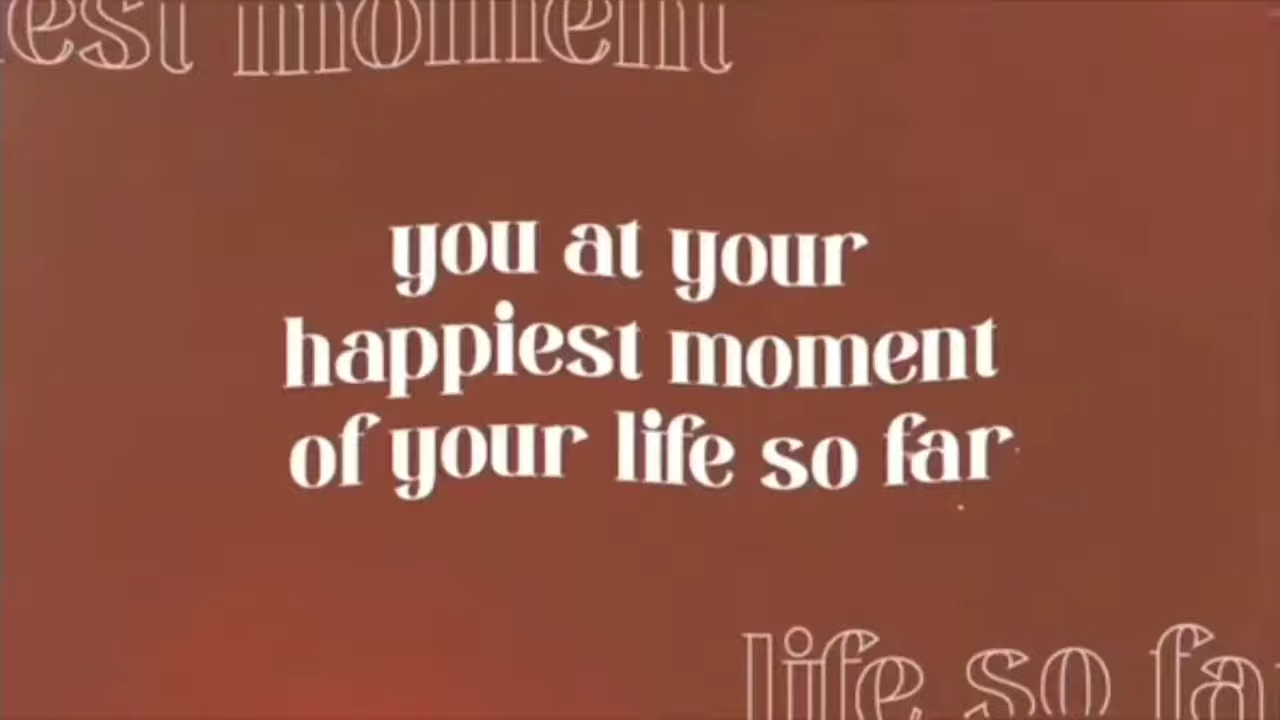 est moment
you at your
happiest moment
of your life so far
life so fa